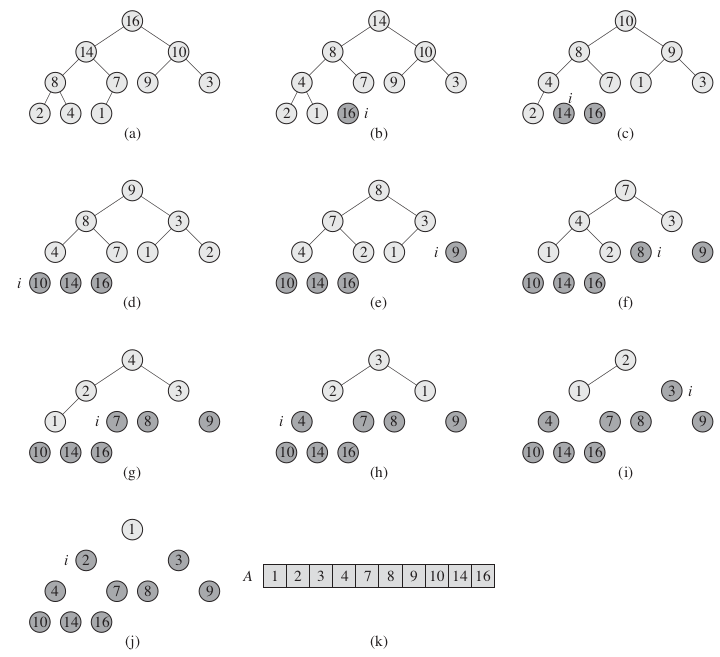 16 14 10
14 10 8 10 8 9
8 7 9 3 4 7 9 3 4 7 1 3
2 4 1 2 1 16 i 2 i 14 16
(a) (b) (c)
9 8 7
8 3 7 3 4 3
4 7 1 2 4 2 1 i 9 1 2 8 i 9
i 10 14 16 10 14 16 10 14 16
(d) (e) (f)
4 3 2
2 3 2 1 1 3 i
1 i 7 8 9 i 4 7 8 9 4 7 8 9
10 14 16 10 14 16 10 14 16
(g) (h) (i)
1
i 2 3
A 1 2 3 4 7 8 9 10 14 16
4 7 8 9
10 14 16
(j) (k)